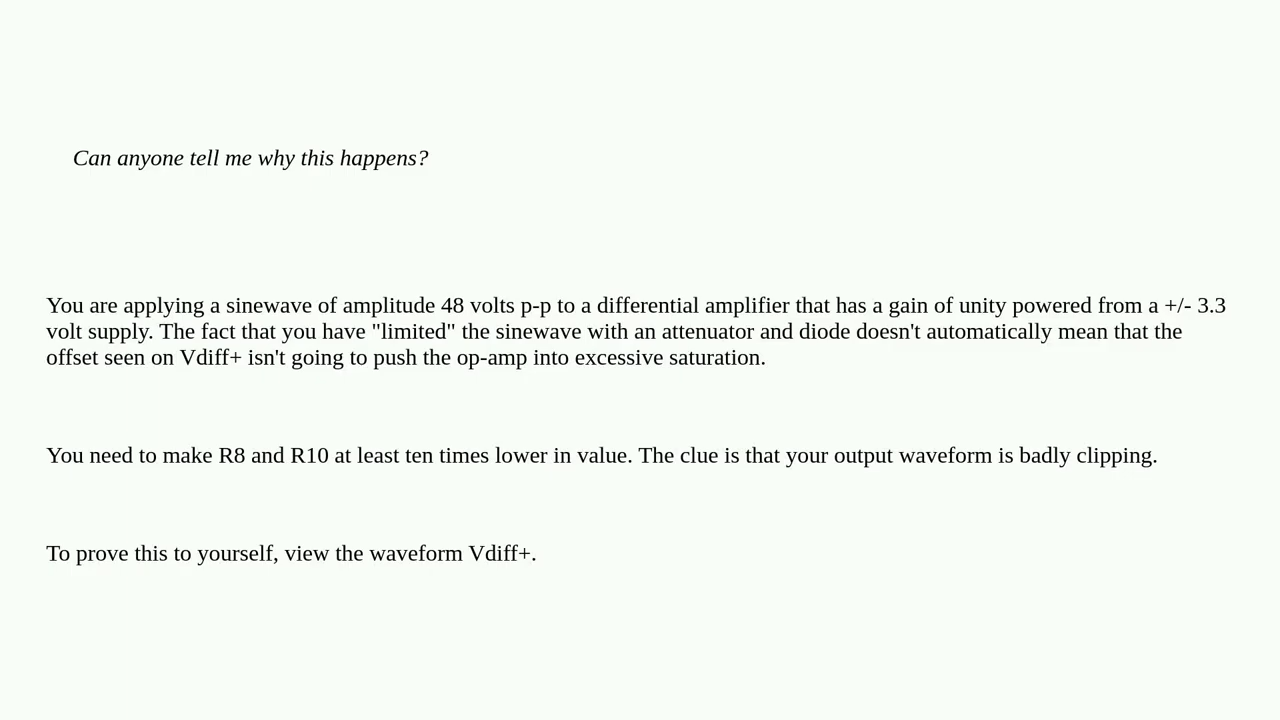 Can anyone tell me why this happens?
You are applying a sinewave of amplitude 48 volts p-p to a differential amplifier that has a gain of unity powered from a +/- 3.3
volt supply. The fact that you have "limited" the sinewave with an attenuator and diode doesn't automatically mean that the
offset seen on Vdiff+ isn't going to push the op-amp into excessive saturation.
You need to make R8 and R10 at least ten times lower in value. The clue is that your output waveform is badly clipping.
To prove this to yourself, view the waveform Vdiff+.